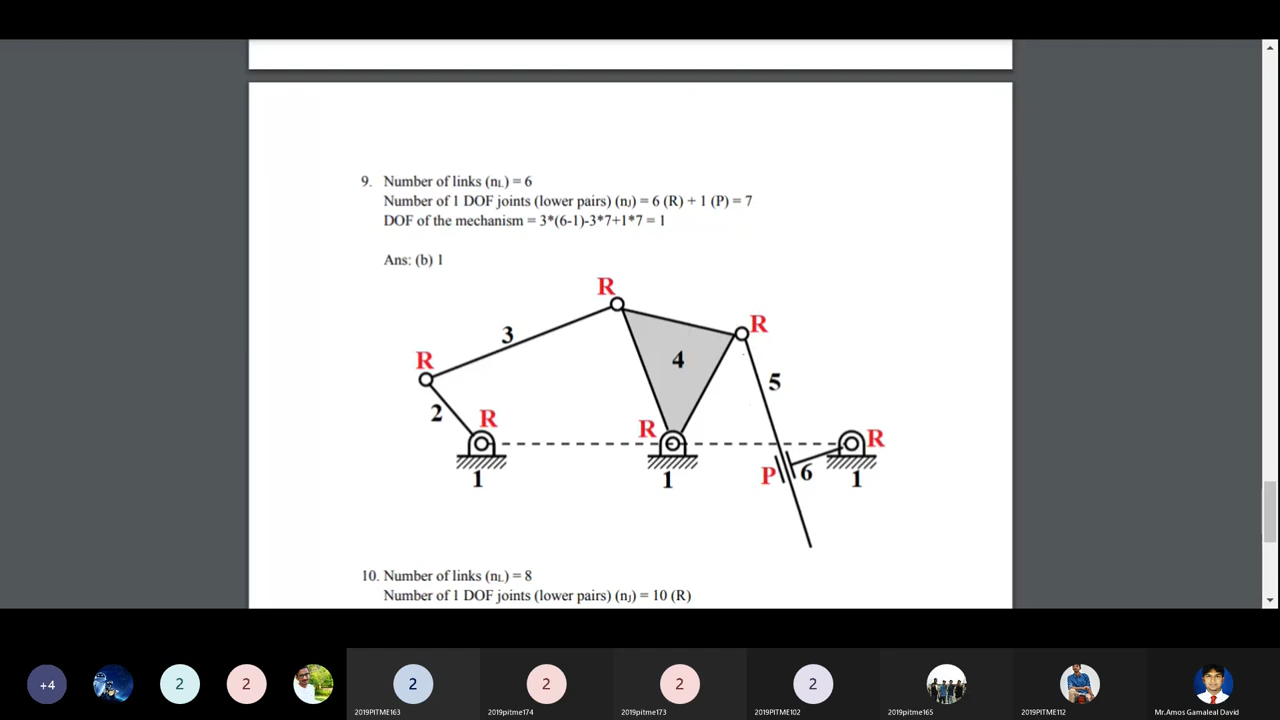 9. Number of links (nL) = 6
Number of 1 DOF joints (lower pairs) (nJ) = 6 (R) + 1 (P) = 7
DOF of the mechanism = 3*(6-1)-3*7+1*7 = 1
Ans: (b) 1
R
R
3
4
R
5
R
2
R
R
R
P
6
1
1
1
10. Number of links (nL) = 8
Number of 1 DOF joints (lower pairs) (nJ) = 10 (R)
+4
2
2
2
2
2
2
2019PITME163
2019pitme174
2019pitme173
2019PITME102
2019pitme165
2019PITME112
Mr.Amos Gamaleal David